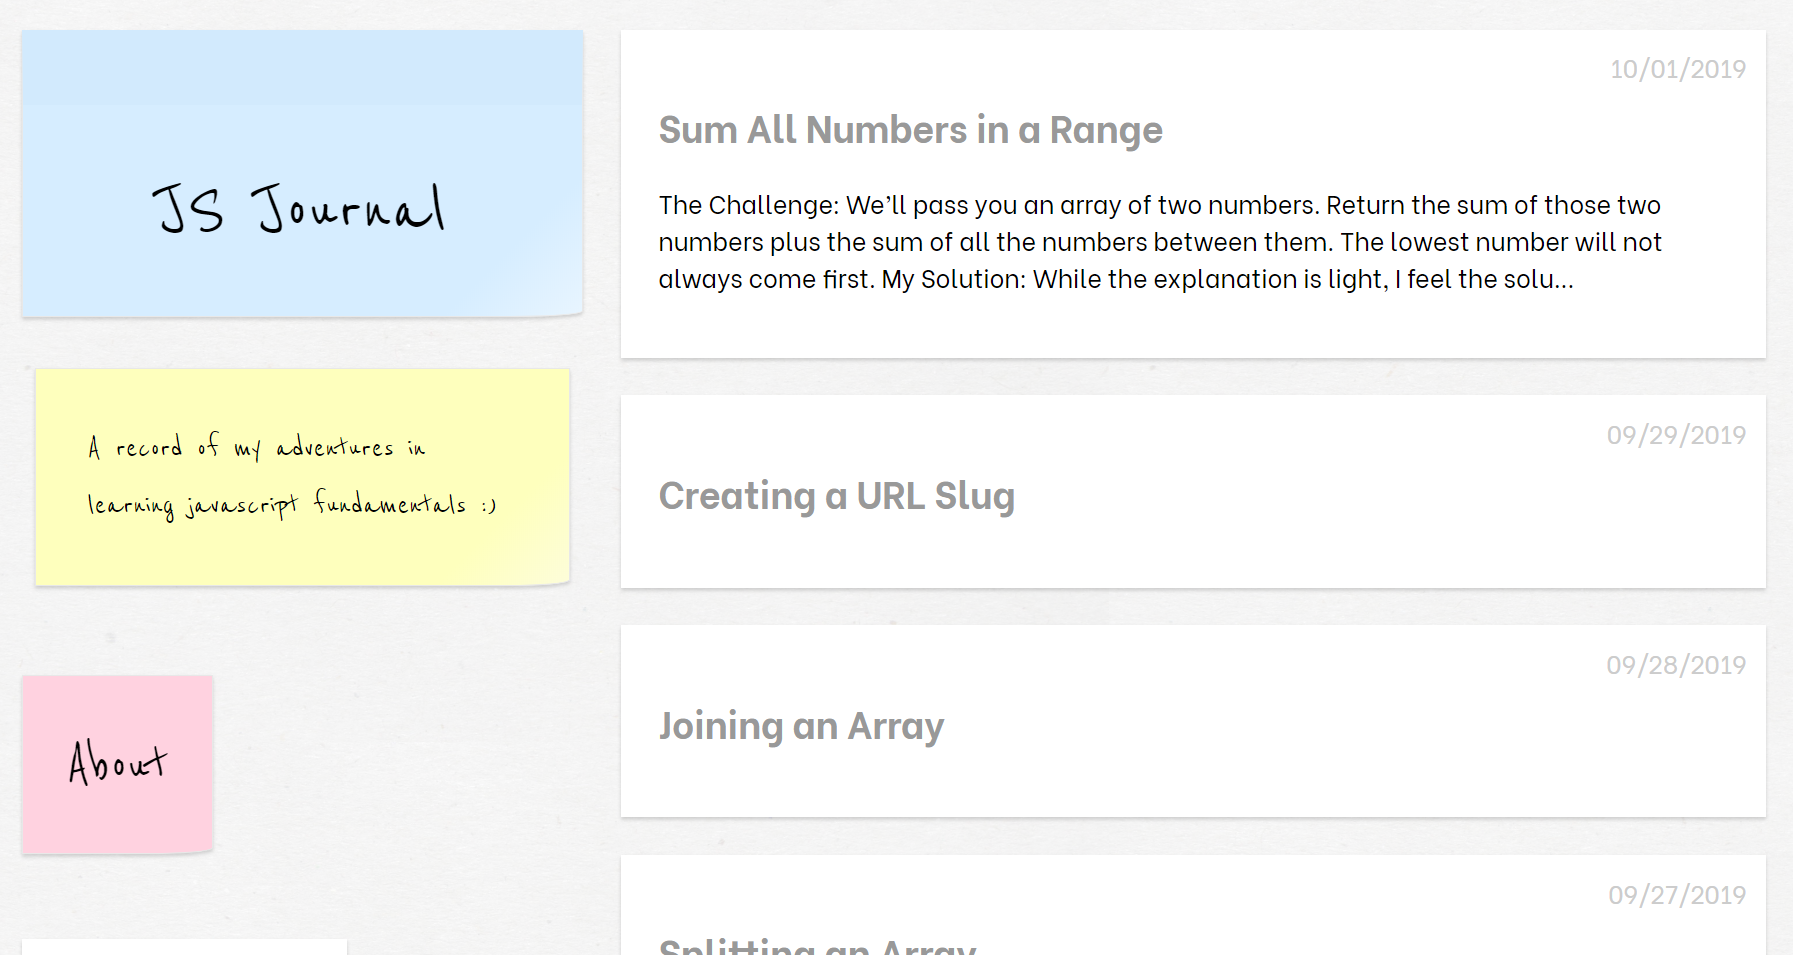 JS Journal
A record of my adventures in
learning javascript fundamentals :)
About
10/01/2019
Sum All Numbers in a Range
The Challenge: We’ll pass you an array of two numbers. Return the sum of those two
numbers plus the sum of all the numbers between them. The lowest number will not
always come first. My Solution: While the explanation is light, I feel the solu...
09/29/2019
Creating a URL Slug
09/28/2019
Joining an Array
09/27/2019
Splitting an Array